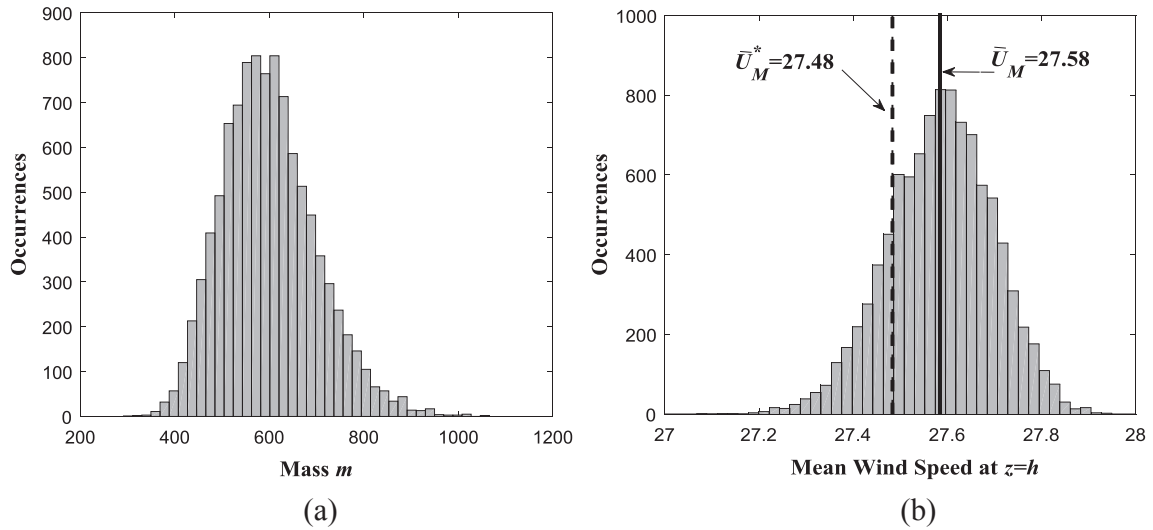 900
800
700
600
500
400
300
200
100
0
200 400 600 800 1000 1200
Occurrences
Mass m
(a)
1000
800
600
400
200
0
27 27.2 27.4 27.6 27.8 28
Occurrences
Ū*M=27.48
ŪM=27.58
Mean Wind Speed at z=h
(b)